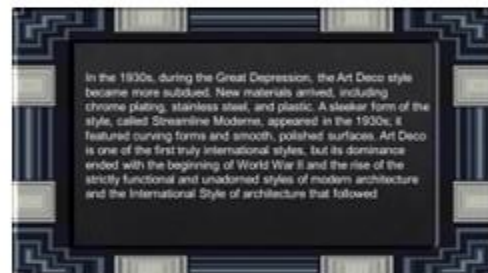 In the 1930s, during the Great Depression, the Art Deco style
became more subdued. New materials arrived, including
chrome plating, stainless steel, and plastic. A sleeker form of the
style, called Streamline Moderne, appeared in the 1930s; it
featured curving forms and smooth, polished surfaces. Art Deco
is one of the first truly international styles, but its dominance
ended with the beginning of World War II and the rise of the
strictly functional and unadorned styles of modern architecture
and the International Style of architecture that followed